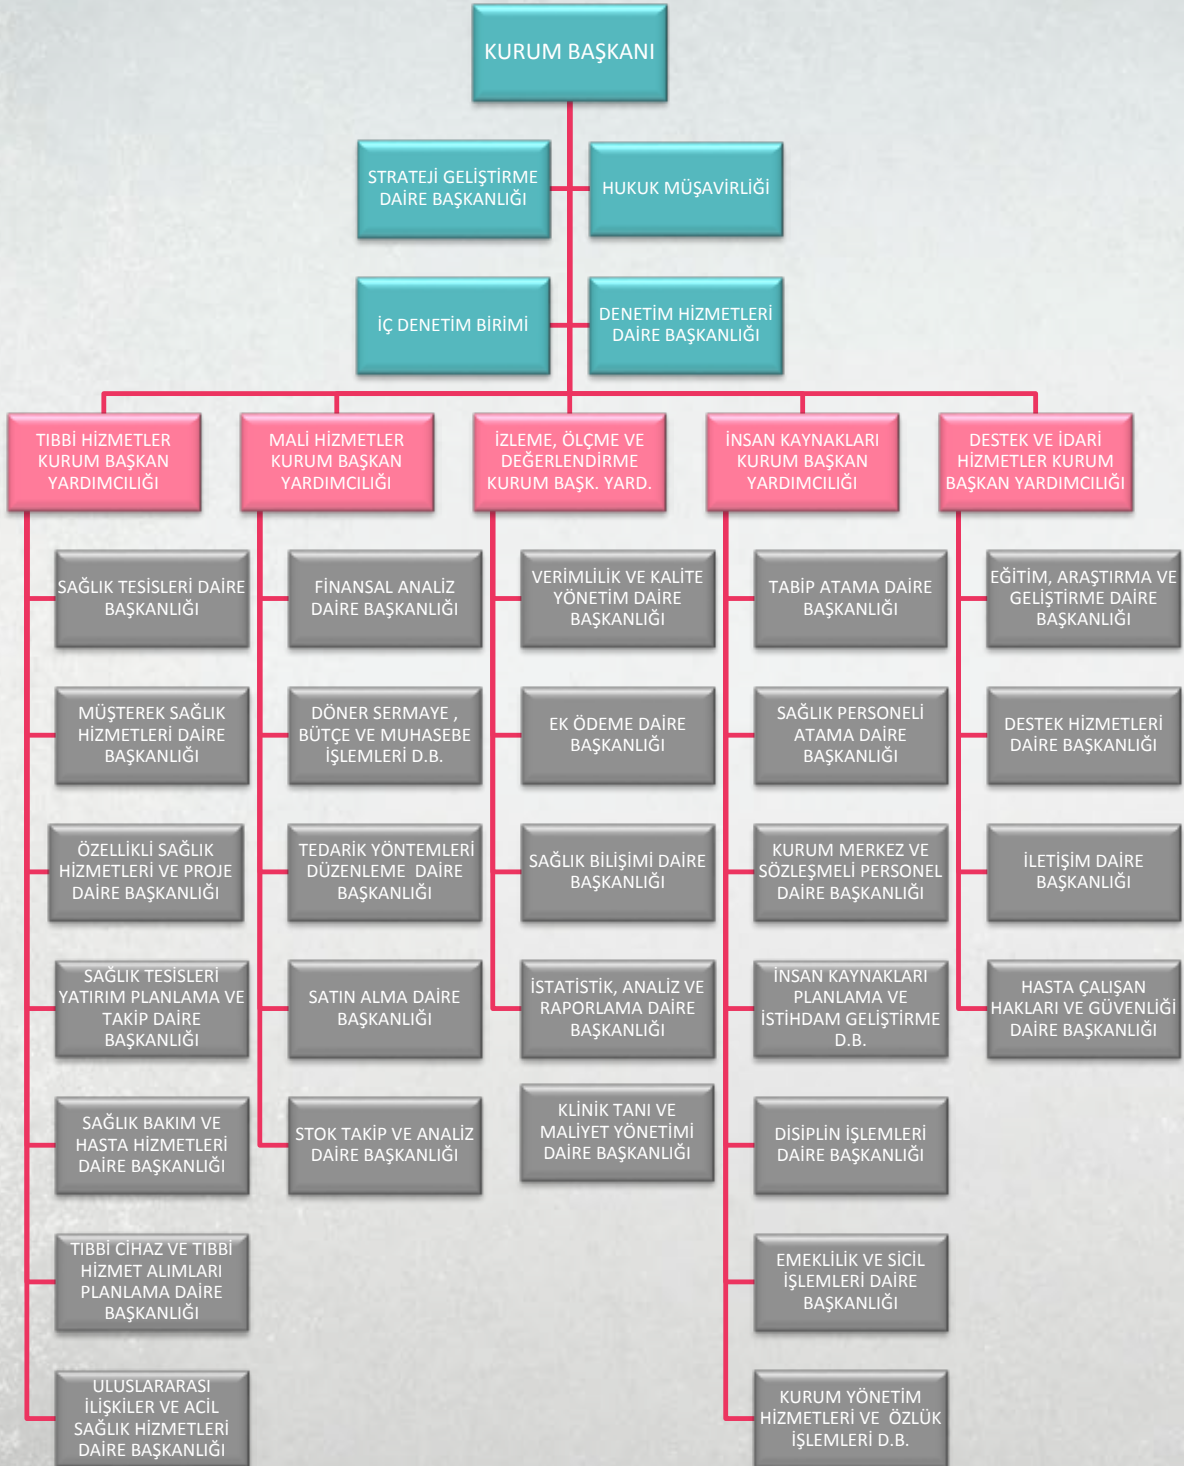 KURUM BAŞKANI
STRATEJİ GELİŞTİRME
DAİRE BAŞKANLIĞI
HUKUK MÜŞAVİRLİĞİ
İÇ DENETİM BİRİMİ
DENETİM HİZMETLERİ
DAİRE BAŞKANLIĞI
TIBBİ HİZMETLER
KURUM BAŞKAN
YARDIMCILIĞI
SAĞLIK TESİSLERİ DAİRE
BAŞKANLIĞI
MÜŞTEREK SAĞLIK
HİZMETLERİ DAİRE
BAŞKANLIĞI
ÖZELLİKLİ SAĞLIK
HİZMETLERİ VE PROJE
DAİRE BAŞKANLIĞI
SAĞLIK TESİSLERİ
YATIRIM PLANLAMA VE
TAKİP DAİRE
BAŞKANLIĞI
SAĞLIK BAKIM VE
HASTA HİZMETLERİ
DAİRE BAŞKANLIĞI
TIBBİ CİHAZ VE TIBBİ
HİZMET ALIMLARI
PLANLAMA DAİRE
BAŞKANLIĞI
ULUSLARARASI
İLİŞKİLER VE ACİL
SAĞLIK HİZMETLERİ
DAİRE BAŞKANLIĞI
MALİ HİZMETLER
KURUM BAŞKAN
YARDIMCILIĞI
FİNANSAL ANALİZ
DAİRE BAŞKANLIĞI
DÖNER SERMAYE ,
BÜTÇE VE MUHASEBE
İŞLEMLERİ D.B.
TEDARİK YÖNTEMLERİ
DÜZENLEME DAİRE
BAŞKANLIĞI
SATIN ALMA DAİRE
BAŞKANLIĞI
STOK TAKİP VE ANALİZ
DAİRE BAŞKANLIĞI
İZLEME, ÖLÇME VE
DEĞERLENDİRME
KURUM BAŞK. YARD.
VERİMLİLİK VE KALİTE
YÖNETİM DAİRE
BAŞKANLIĞI
EK ÖDEME DAİRE
BAŞKANLIĞI
SAĞLIK BİLİŞİMİ DAİRE
BAŞKANLIĞI
İSTATİSTİK, ANALİZ VE
RAPORLAMA DAİRE
BAŞKANLIĞI
KLİNİK TANI VE
MALİYET YÖNETİMİ
DAİRE BAŞKANLIĞI
İNSAN KAYNAKLARI
KURUM BAŞKAN
YARDIMCILIĞI
TABİP ATAMA DAİRE
BAŞKANLIĞI
SAĞLIK PERSONELİ
ATAMA DAİRE
BAŞKANLIĞI
KURUM MERKEZ VE
SÖZLEŞMELİ PERSONEL
DAİRE BAŞKANLIĞI
İNSAN KAYNAKLARI
PLANLAMA VE
İSTİHDAM GELİŞTİRME
D.B.
DİSİPLİN İŞLEMLERİ
DAİRE BAŞKANLIĞI
EMEKLİLİK VE SİCİL
İŞLEMLERİ DAİRE
BAŞKANLIĞI
KURUM YÖNETİM
HİZMETLERİ VE ÖZLÜK
İŞLEMLERİ D.B.
DESTEK VE İDARİ
HİZMETLER KURUM
BAŞKAN YARDIMCILIĞI
EĞİTİM, ARAŞTIRMA VE
GELİŞTİRME DAİRE
BAŞKANLIĞI
DESTEK HİZMETLERİ
DAİRE BAŞKANLIĞI
İLETİŞİM DAİRE
BAŞKANLIĞI
HASTA ÇALIŞAN
HAKLARI VE GÜVENLİĞİ
DAİRE BAŞKANLIĞI